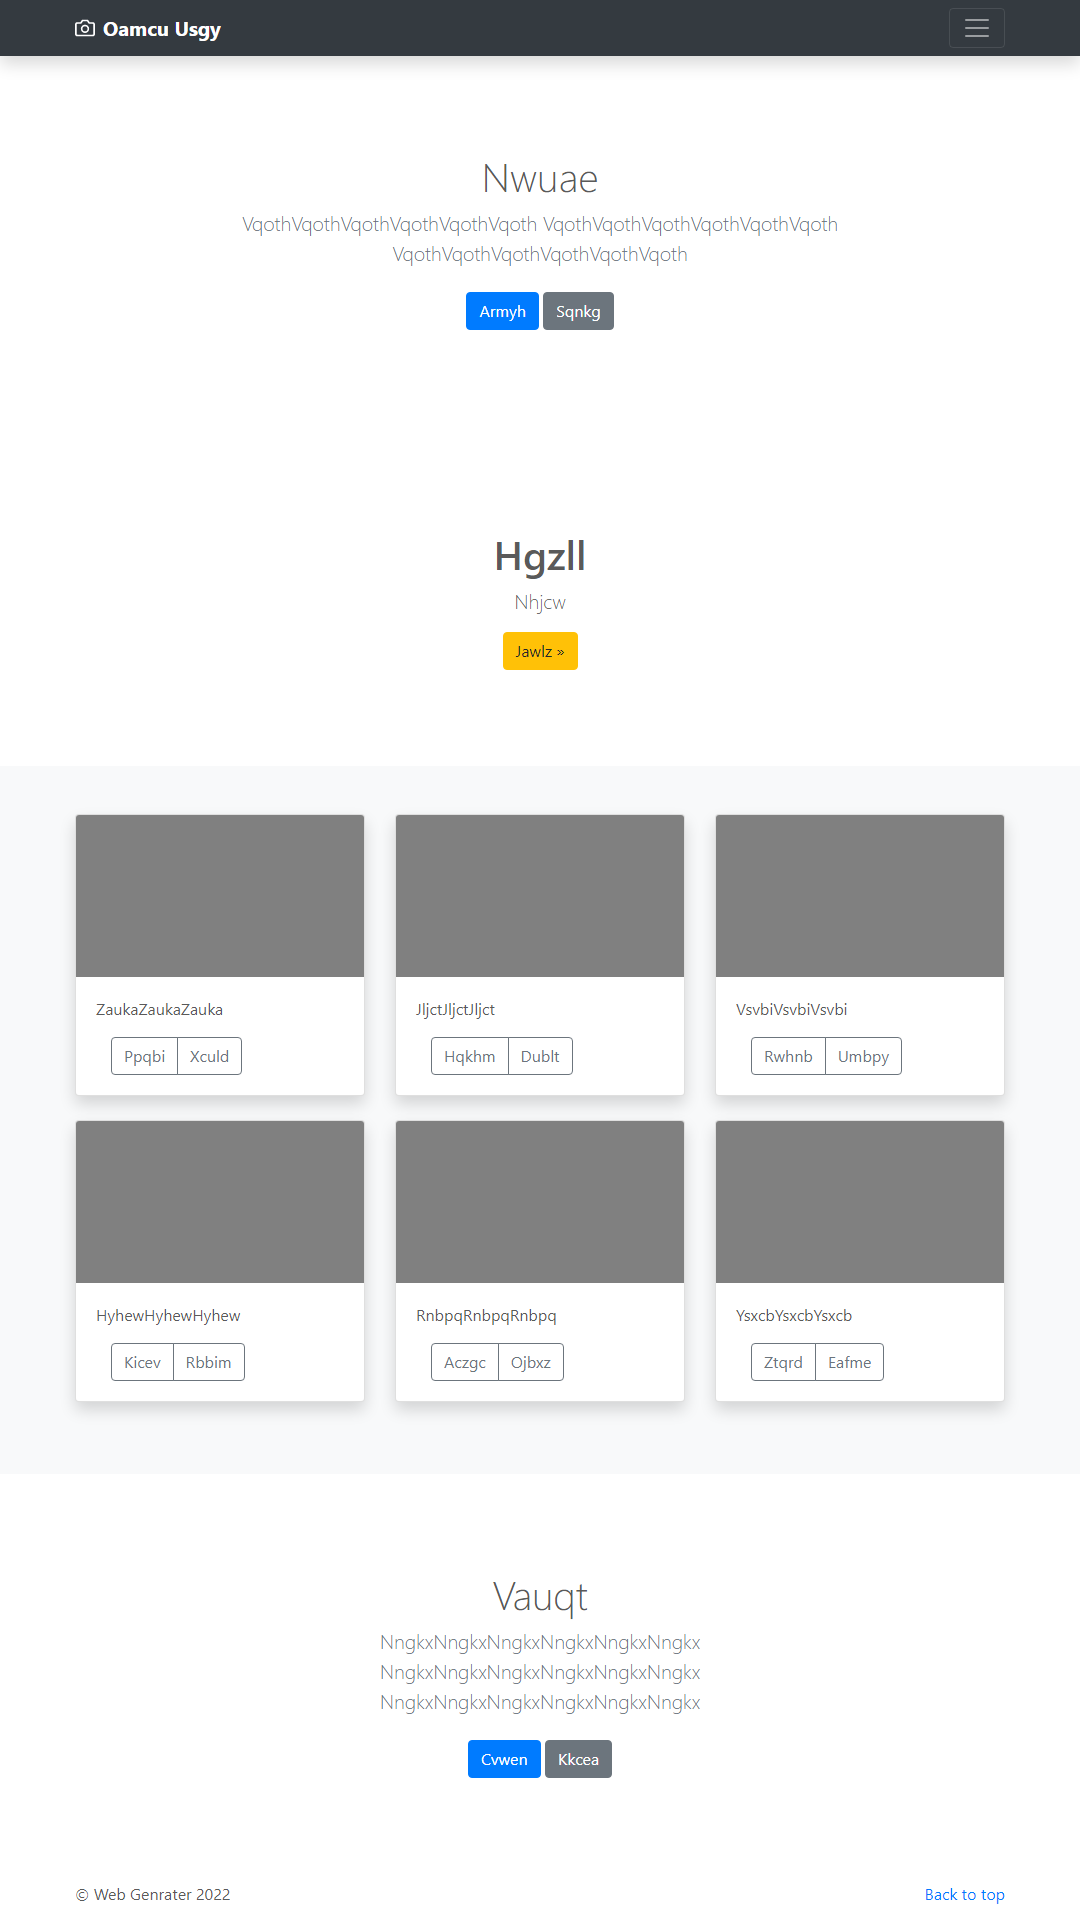 Oamcu Usgy
Nwuae
VqothVqothVqothVqothVqothVqoth VqothVqothVqothVqothVqothVqoth
VqothVqothVqothVqothVqothVqoth
Armyh Sqnkg
Hgzll
Nhjcw
Jawlz »
ZaukaZaukaZauka
Ppqbi Xculd
JljctJljctJljct
Hqkhm Dublt
VsvbiVsvbiVsvbi
Rwhnb Umbpy
HyhewHyhewHyhew
Kicev Rbbim
RnbpqRnbpqRnbpq
Aczgc Ojbxz
YsxcbYsxcbYsxcb
Ztqrd Eafme
Vauqt
NngkxNngkxNngkxNngkxNngkxNngkx
NngkxNngkxNngkxNngkxNngkxNngkx
NngkxNngkxNngkxNngkxNngkxNngkx
Cvwen Kkcea
© Web Genrater 2022
Back to top